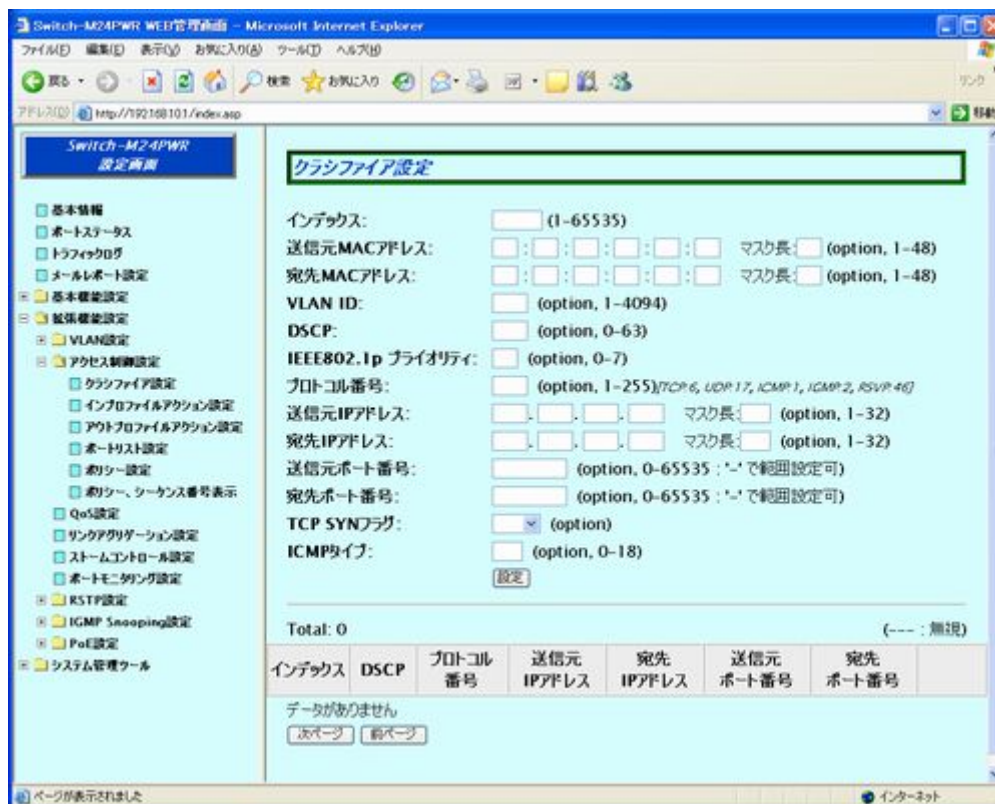 Switch-M24PWR WEB管理画面 - Microsoft Internet Explorer
ファイル(F) 編集(E) 表示(V) お気に入り(A) ツール(T) ヘルプ(H)
戻る 検索 お気に入り リンク
アドレス(D) http://192.168.10.1/index.asp 移動
Switch-M24PWR
設定画面
基本情報
ポートステータス
トラフィックログ
メールレポート設定
基本機能設定
拡張機能設定
VLAN設定
アクセス制御設定
クラシファイア設定
インプロファイルアクション設定
アウトプロファイルアクション設定
ポートリスト設定
ポリシー設定
ポリシー、シーケンス番号表示
QoS設定
リンクアグリゲーション設定
ストームコントロール設定
ポートモニタリング設定
RSTP設定
IGMP Snooping設定
PoE設定
システム管理ツール
クラシファイア設定
インデックス: (1-65535)
送信元MACアドレス: : : : : : マスク長: (option, 1-48)
宛先MACアドレス: : : : : : マスク長: (option, 1-48)
VLAN ID: (option, 1-4094)
DSCP: (option, 0-63)
IEEE802.1p プライオリティ: (option, 0-7)
プロトコル番号: (option, 1-255)[TCP:6, UDP:17, ICMP:1, IGMP:2, RSVP:46]
送信元IPアドレス: . . . マスク長: (option, 1-32)
宛先IPアドレス: . . . マスク長: (option, 1-32)
送信元ポート番号: (option, 0-65535 : '-' で範囲設定可)
宛先ポート番号: (option, 0-65535 : '-' で範囲設定可)
TCP SYNフラグ: (option)
ICMPタイプ: (option, 0-18)
設定
Total: 0 (--- : 無視)
インデックス DSCP プロトコル番号 送信元IPアドレス 宛先IPアドレス 送信元ポート番号 宛先ポート番号
データがありません
次ページ 前ページ
ページが表示されました インターネット